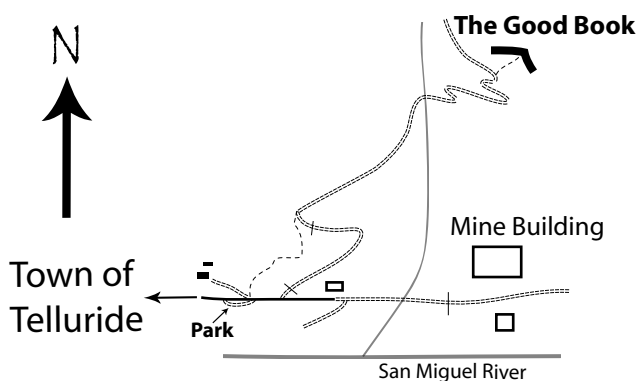 The Good Book
N
Mine Building
Town of
Telluride
Park
San Miguel River